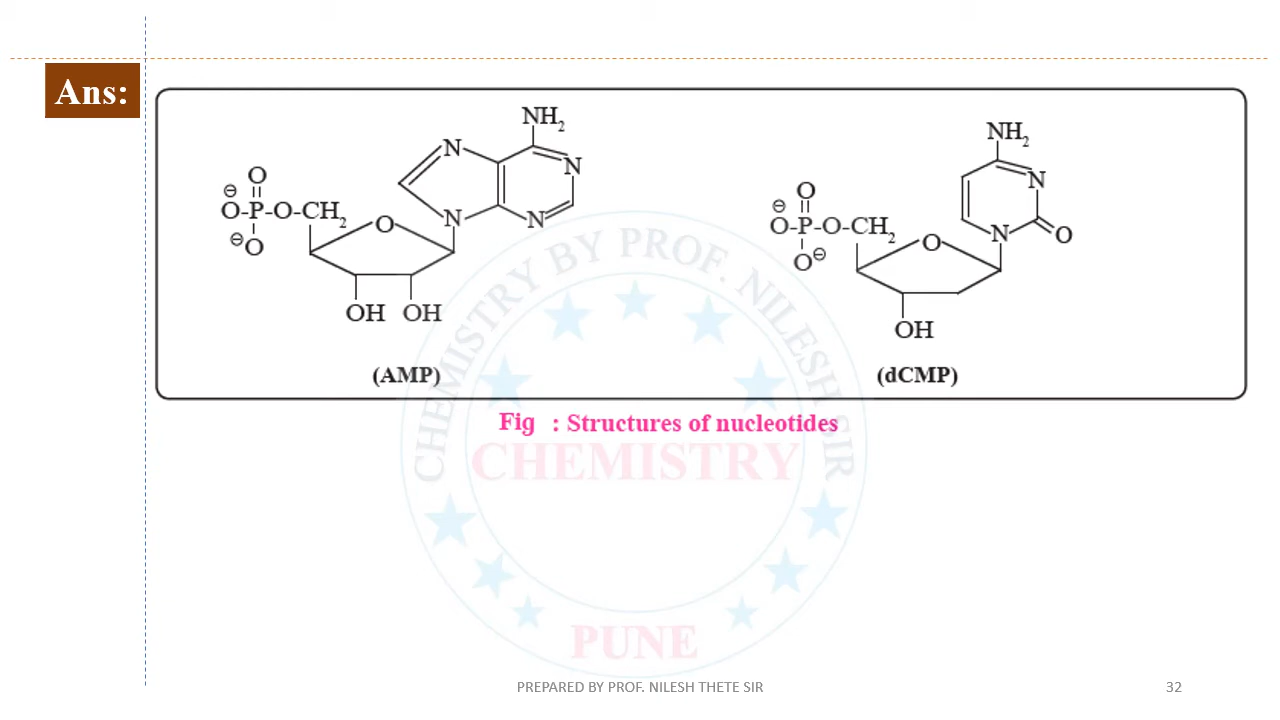 Ans:
NH2
N
N
N
N
O
⊖
O-P-O-CH2
⊖O
O
OH OH
(AMP)
NH2
N
N
O
O
⊖
O-P-O-CH2
O⊖
O
OH
(dCMP)
Fig : Structures of nucleotides
CHEMISTRY BY PROF. NILESH SIR
CHEMISTRY
PUNE
PREPARED BY PROF. NILESH THETE SIR
32